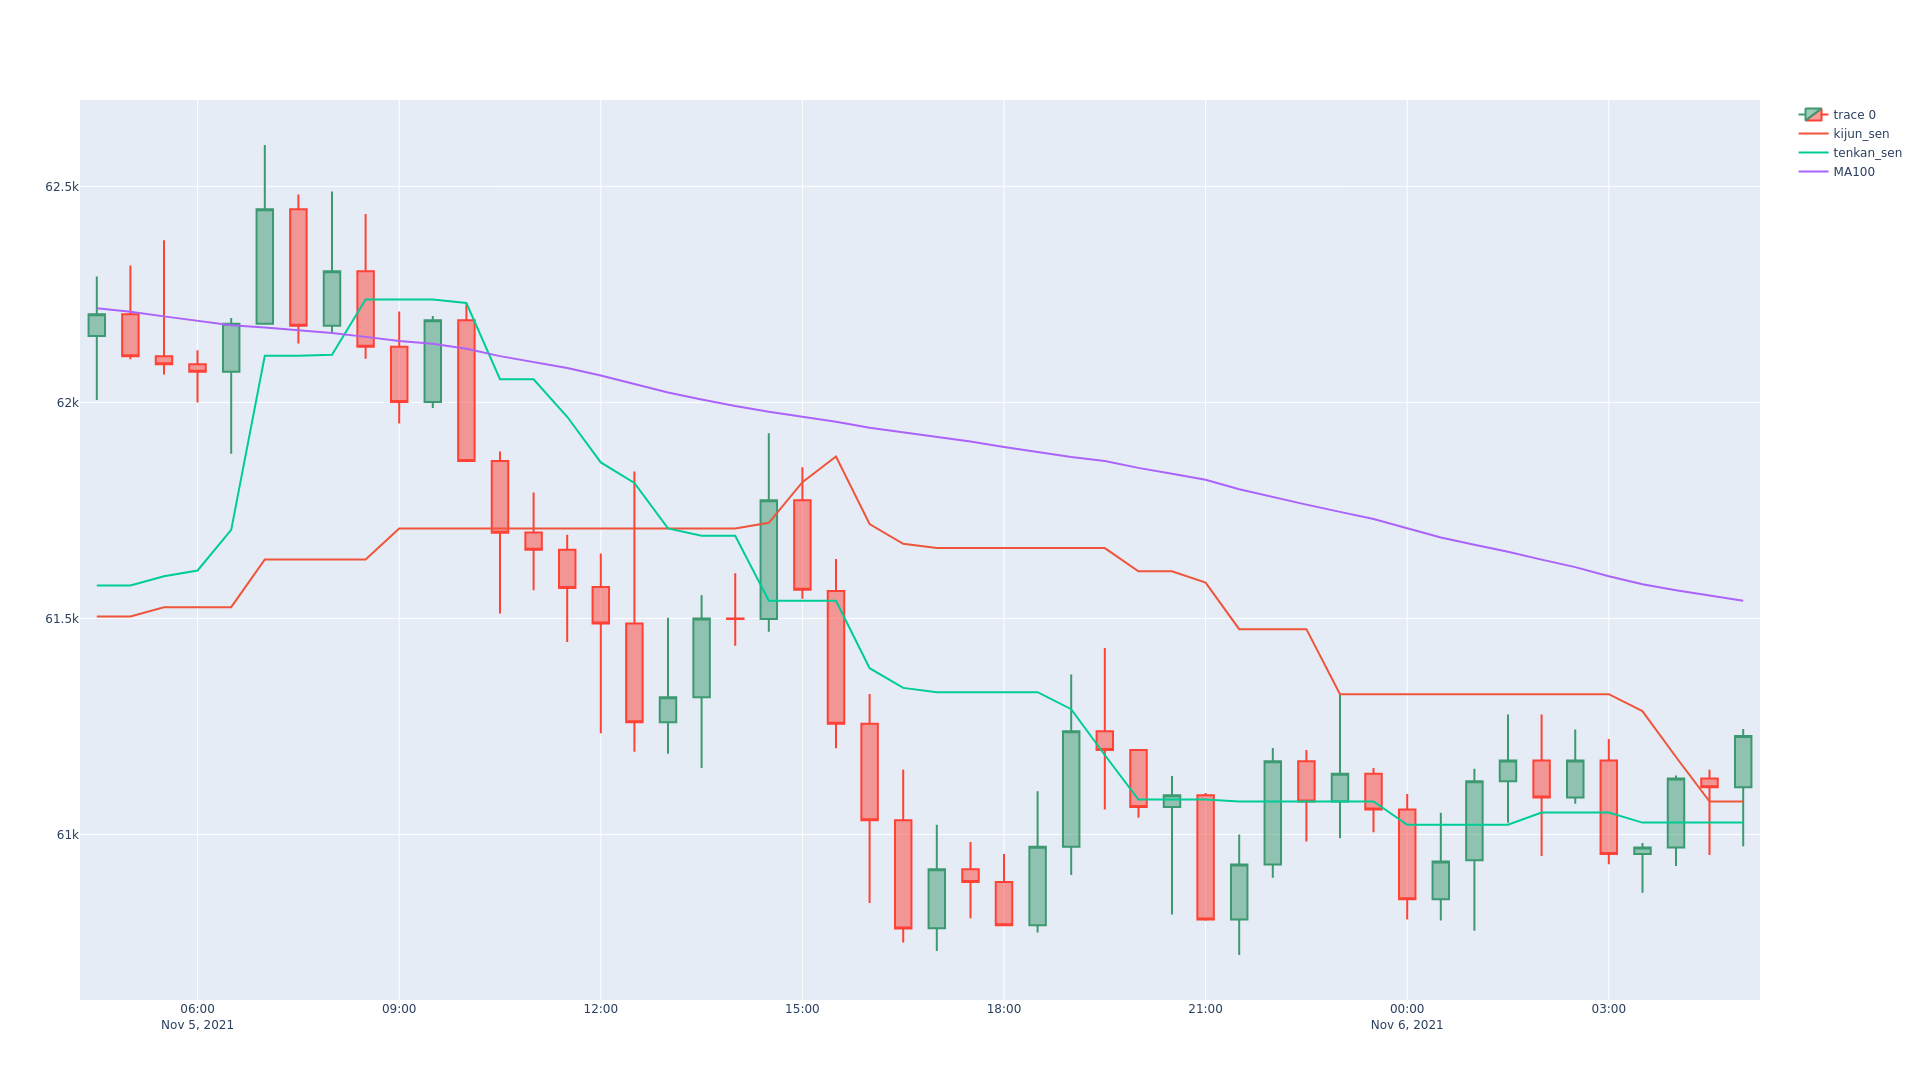 trace 0
kijun_sen
tenkan_sen
MA100
62.5k
62k
61.5k
61k
06:00
Nov 5, 2021
09:00
12:00
15:00
18:00
21:00
00:00
Nov 6, 2021
03:00